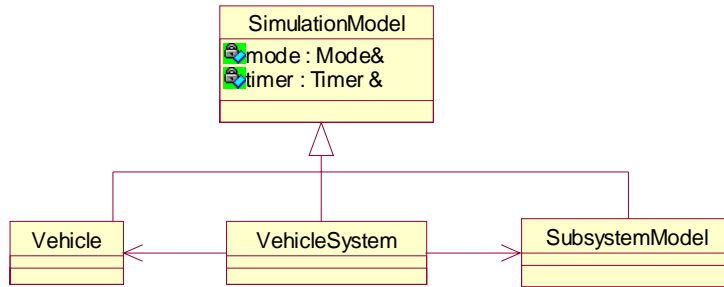 SimulationModel
mode : Mode&
timer : Timer &
Vehicle
VehicleSystem
SubsystemModel